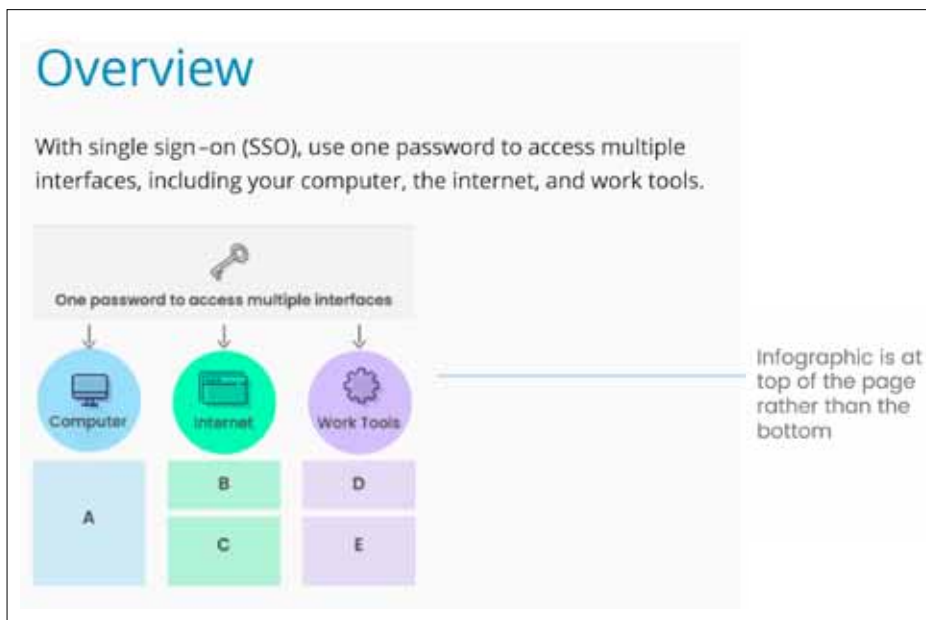 Overview
With single sign-on (SSO), use one password to access multiple
interfaces, including your computer, the internet, and work tools.
One password to access multiple interfaces
Computer
Internet
Work Tools
A
B
C
D
E
Infographic is at
top of the page
rather than the
bottom